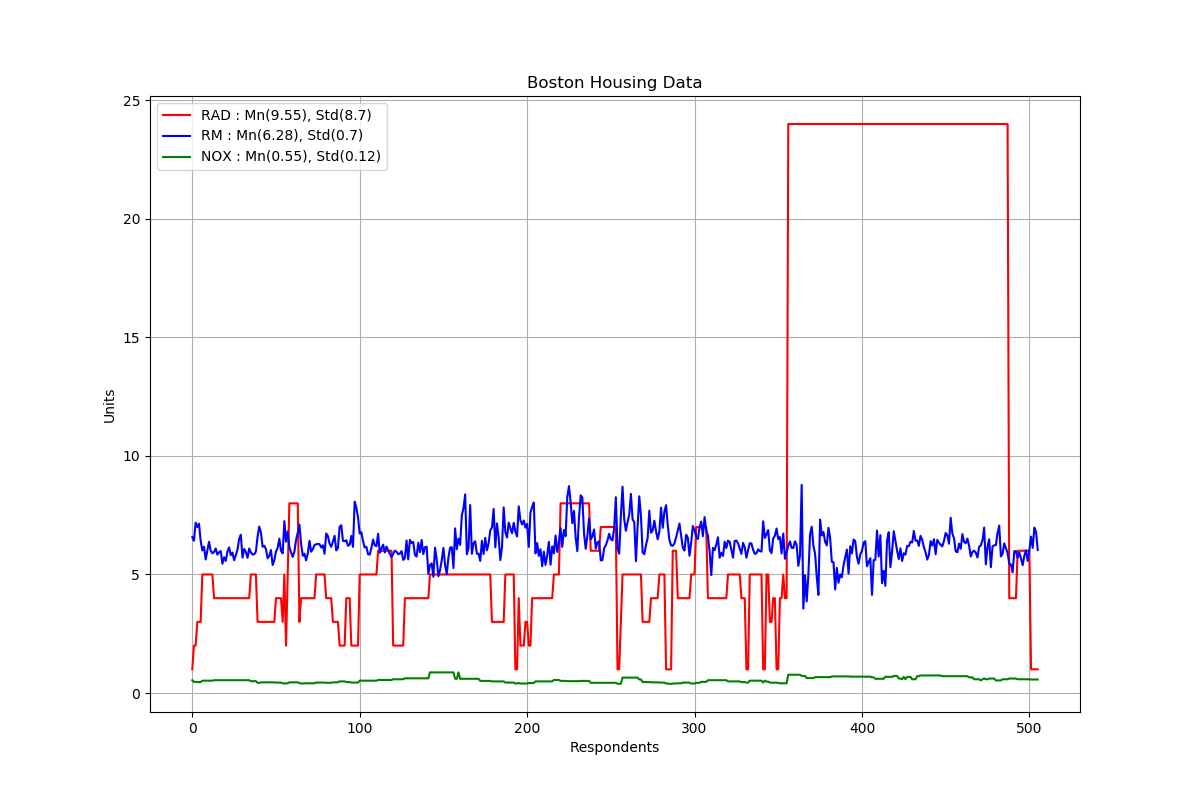 Boston Housing Data
RAD : Mn(9.55), Std(8.7)
RM : Mn(6.28), Std(0.7)
NOX : Mn(0.55), Std(0.12)
25
20
15
10
5
0
Units
0 100 200 300 400 500
Respondents